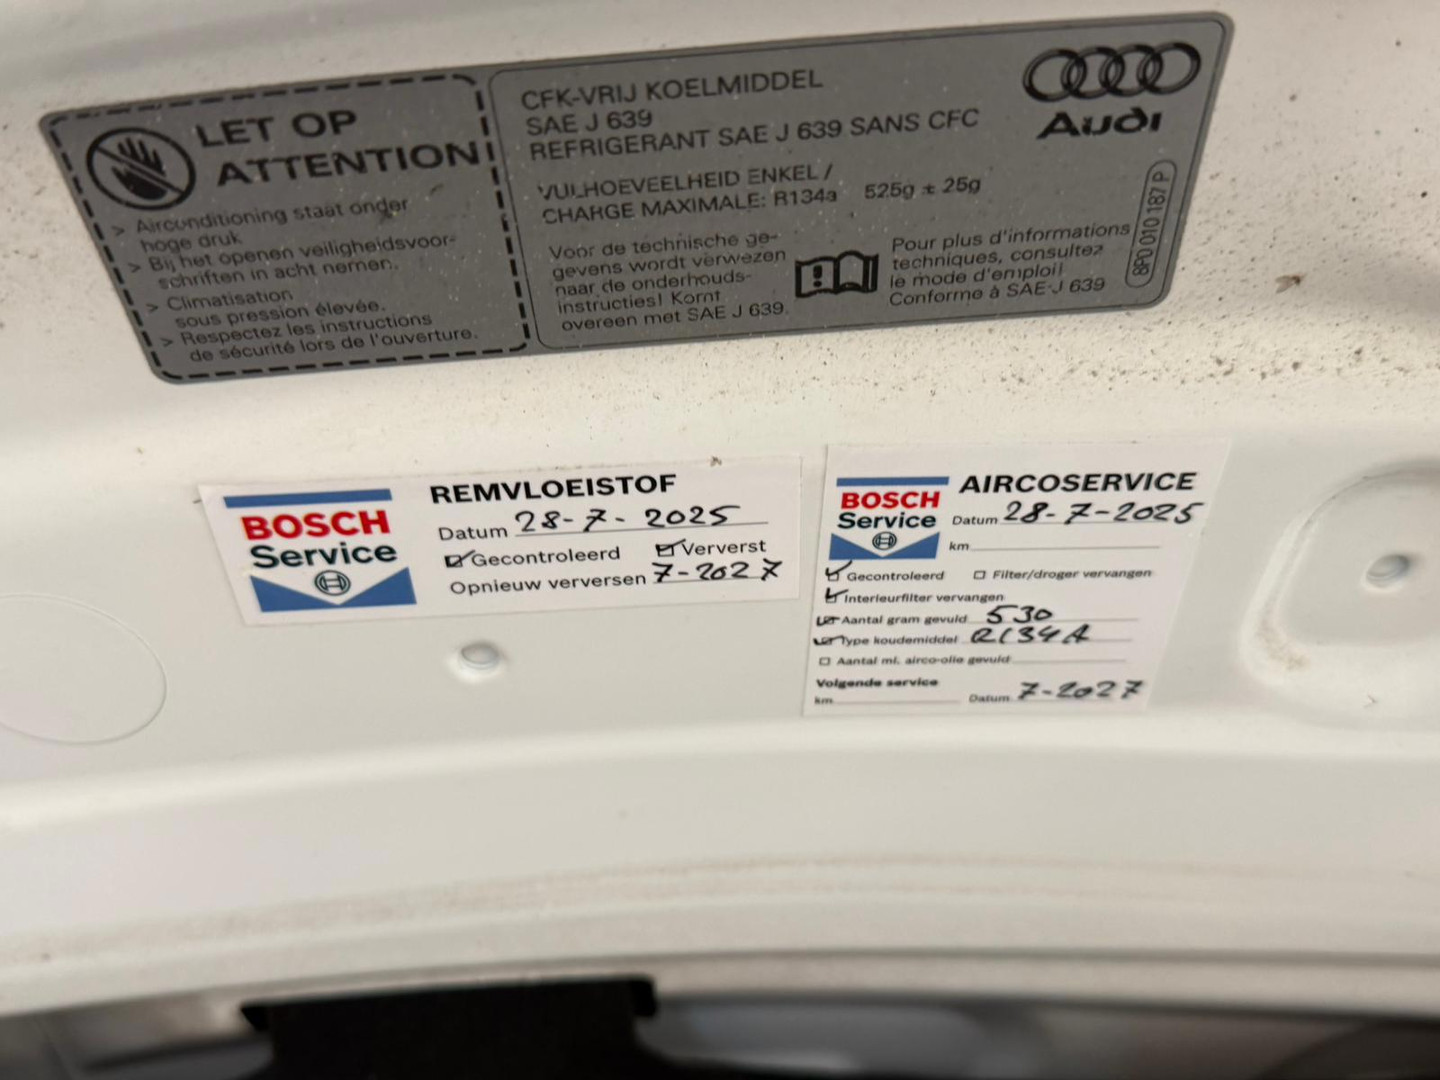 LET OP
ATTENTION
> Airconditioning staat onder
hoge druk
> Bij het openen veiligheidsvoor-
schriften in acht nemen.
> Climatisation
sous pression élevée.
> Respectez les instructions
de sécurité lors de l'ouverture.
CFK-VRIJ KOELMIDDEL
SAE J 639
REFRIGERANT SAE J 639 SANS CFC
VULHOEVEELHEID ENKEL /
CHARGE MAXIMALE: R134a 525g ± 25g
Voor de technische ge-
gevens wordt verwezen
naar de onderhouds-
instructies! Komt
overeen met SAE J 639.
Pour plus d'informations
techniques, consultez
le mode d'emploi!
Conforme à SAE J 639
Audi
8P0 010 187 P
BOSCH
Service
REMVLOEISTOF
Datum 28-7-2025
Gecontroleerd Ververst
Opnieuw verversen 7-2027
BOSCH
Service
AIRCOSERVICE
Datum 28-7-2025
km
Gecontroleerd Filter/droger vervangen
Interieurfilter vervangen
Aantal gram gevuld 530
Type koudemiddel R134A
Aantal ml. airco-olie gevuld
Volgende service
km Datum 7-2027